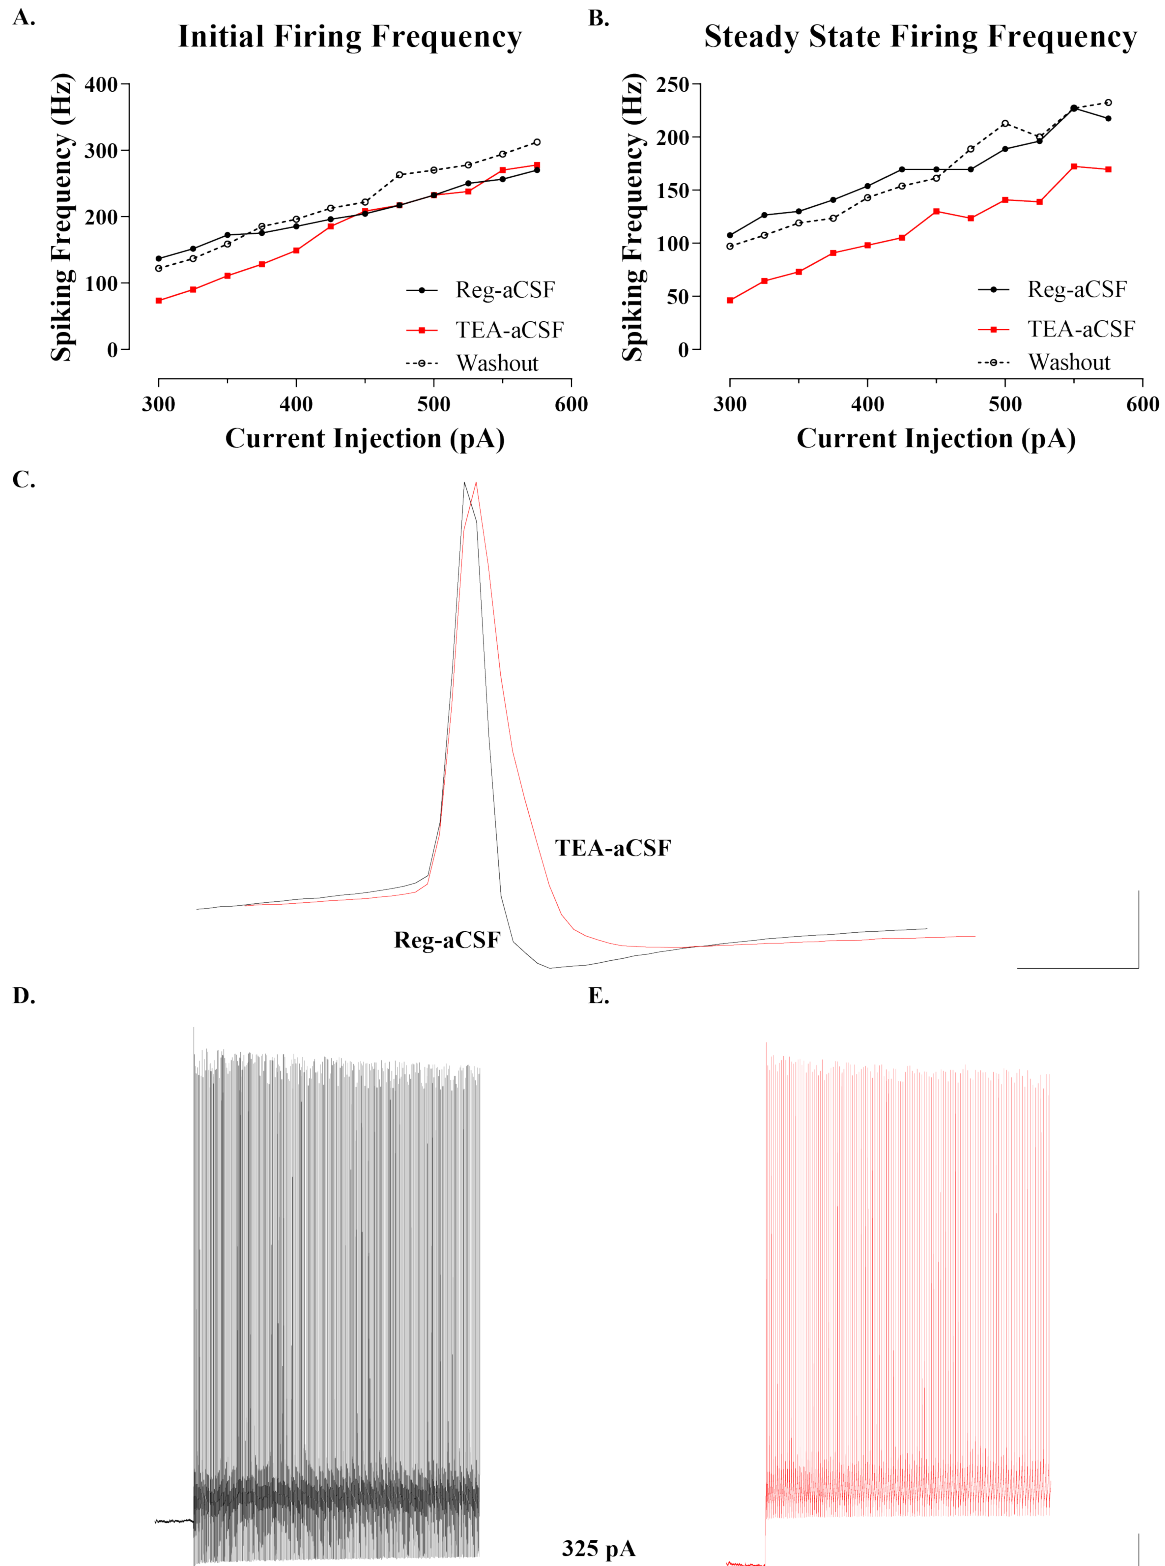 A.
Initial Firing Frequency
Spiking Frequency (Hz)
400
300
200
100
0
Reg-aCSF
TEA-aCSF
Washout
300
400
500
600
Current Injection (pA)
B.
Steady State Firing Frequency
Spiking Frequency (Hz)
250
200
150
100
50
0
Reg-aCSF
TEA-aCSF
Washout
300
400
500
600
Current Injection (pA)
C.
TEA-aCSF
Reg-aCSF
D.
E.
325 pA